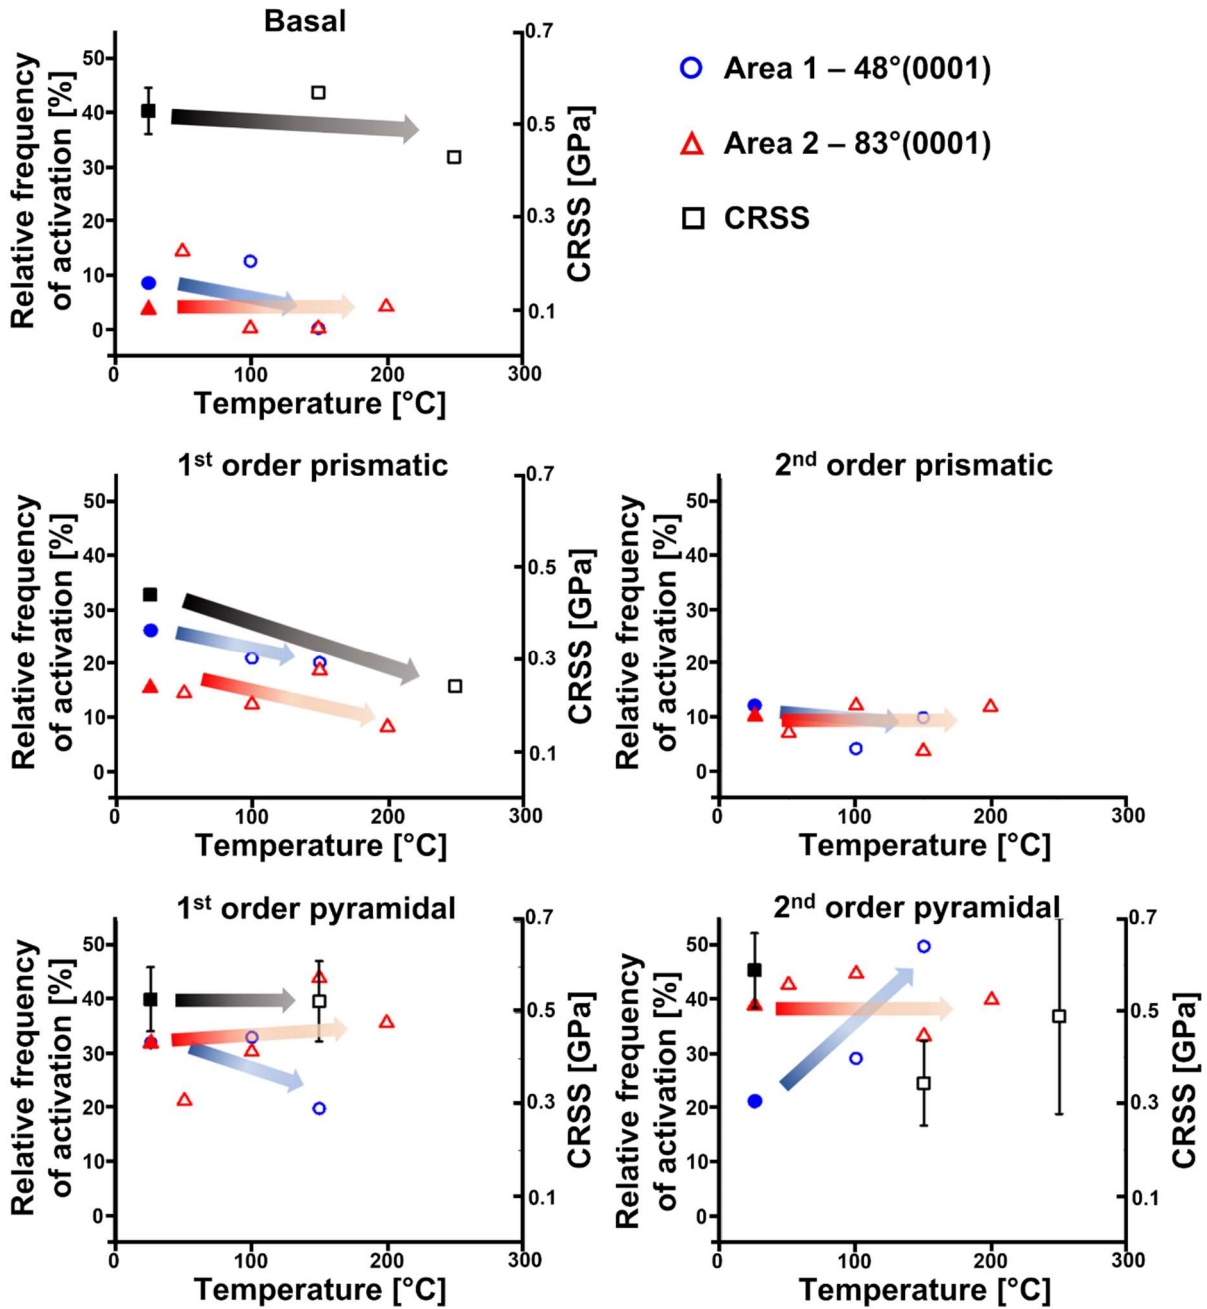 Basal
Relative frequency
of activation [%]
50
40
30
20
10
0
0.7
0.5
0.3
0.1
CRSS [GPa]
0
100
200
300
Temperature [°C]
Area 1 – 48°(0001)
Area 2 – 83°(0001)
CRSS
1st order prismatic
Relative frequency
of activation [%]
50
40
30
20
10
0
0.7
0.5
0.3
0.1
CRSS [GPa]
0
100
200
300
Temperature [°C]
2nd order prismatic
Relative frequency
of activation [%]
50
40
30
20
10
0
0
100
200
300
Temperature [°C]
1st order pyramidal
Relative frequency
of activation [%]
50
40
30
20
10
0
0.7
0.5
0.3
0.1
CRSS [GPa]
0
100
200
300
Temperature [°C]
2nd order pyramidal
Relative frequency
of activation [%]
50
40
30
20
10
0
0.7
0.5
0.3
0.1
CRSS [GPa]
0
100
200
300
Temperature [°C]